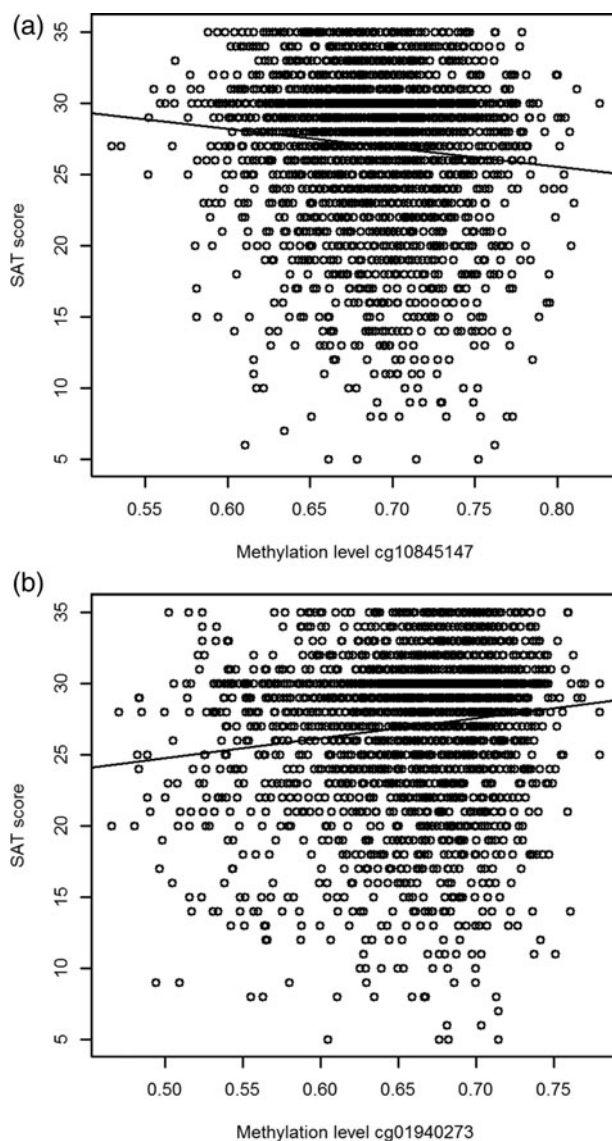 (a)
35
30
25
20
15
10
5
SAT score
0.55 0.60 0.65 0.70 0.75 0.80
Methylation level cg10845147
(b)
35
30
25
20
15
10
5
SAT score
0.50 0.55 0.60 0.65 0.70 0.75
Methylation level cg01940273